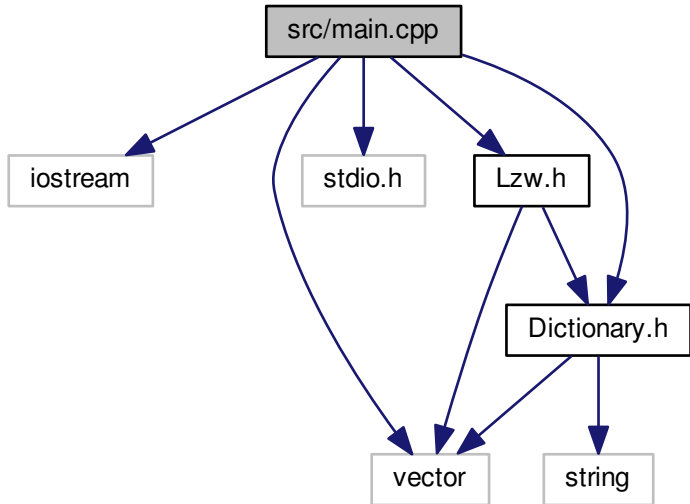 src/main.cpp
iostream
stdio.h
Lzw.h
Dictionary.h
vector
string